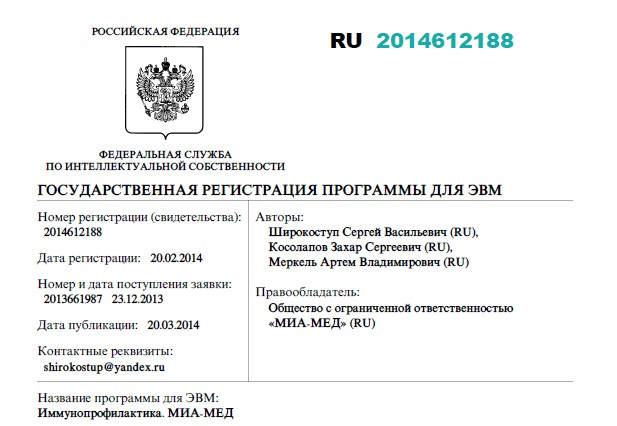 РОССИЙСКАЯ ФЕДЕРАЦИЯ
RU 2014612188
ФЕДЕРАЛЬНАЯ СЛУЖБА
ПО ИНТЕЛЛЕКТУАЛЬНОЙ СОБСТВЕННОСТИ
ГОСУДАРСТВЕННАЯ РЕГИСТРАЦИЯ ПРОГРАММЫ ДЛЯ ЭВМ
Номер регистрации (свидетельства):
2014612188
Дата регистрации: 20.02.2014
Номер и дата поступления заявки:
2013661987 23.12.2013
Дата публикации: 20.03.2014
Контактные реквизиты:
shirokostup@yandex.ru
Авторы:
Широкоступ Сергей Васильевич (RU),
Косолапов Захар Сергеевич (RU),
Меркель Артем Владимирович (RU)
Правообладатель:
Общество с ограниченной ответственностью
«МИА-МЕД» (RU)
Название программы для ЭВМ:
Иммунопрофилактика. МИА-МЕД